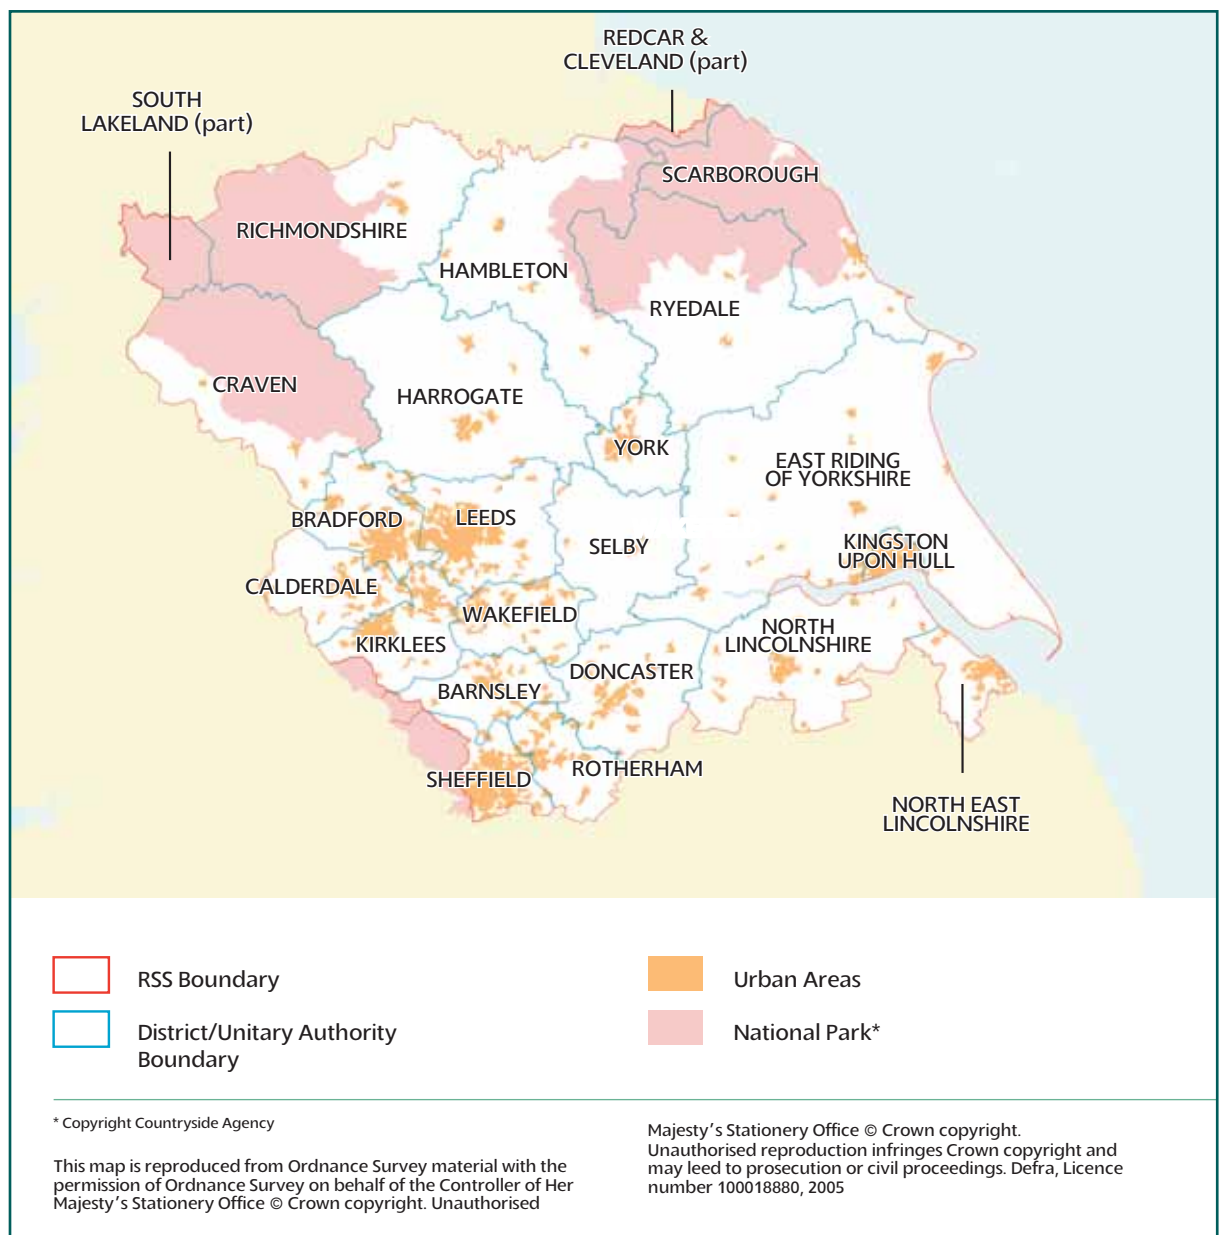 REDCAR &
CLEVELAND (part)
SOUTH
LAKELAND (part)
SCARBOROUGH
RICHMONDSHIRE
HAMBLETON
RYEDALE
CRAVEN
HARROGATE
YORK
EAST RIDING
OF YORKSHIRE
BRADFORD
LEEDS
SELBY
KINGSTON
UPON HULL
CALDERDALE
WAKEFIELD
NORTH
LINCOLNSHIRE
KIRKLEES
DONCASTER
BARNSLEY
SHEFFIELD
ROTHERHAM
NORTH EAST
LINCOLNSHIRE
RSS Boundary
District/Unitary Authority
Boundary
Urban Areas
National Park*
* Copyright Countryside Agency
This map is reproduced from Ordnance Survey material with the
permission of Ordnance Survey on behalf of the Controller of Her
Majesty's Stationery Office © Crown copyright. Unauthorised
Majesty's Stationery Office © Crown copyright.
Unauthorised reproduction infringes Crown copyright and
may leed to prosecution or civil proceedings. Defra, Licence
number 100018880, 2005